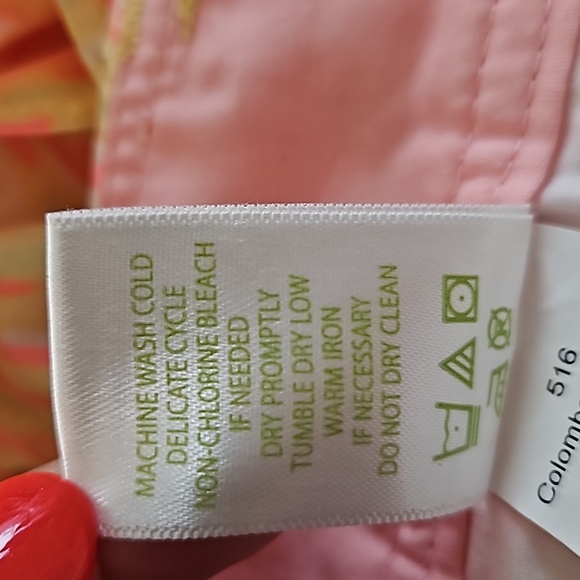 MACHINE WASH COLD
DELICATE CYCLE
NON-CHLORINE BLEACH
IF NEEDED
DRY PROMPTLY
TUMBLE DRY LOW
WARM IRON
IF NECESSARY
DO NOT DRY CLEAN
516